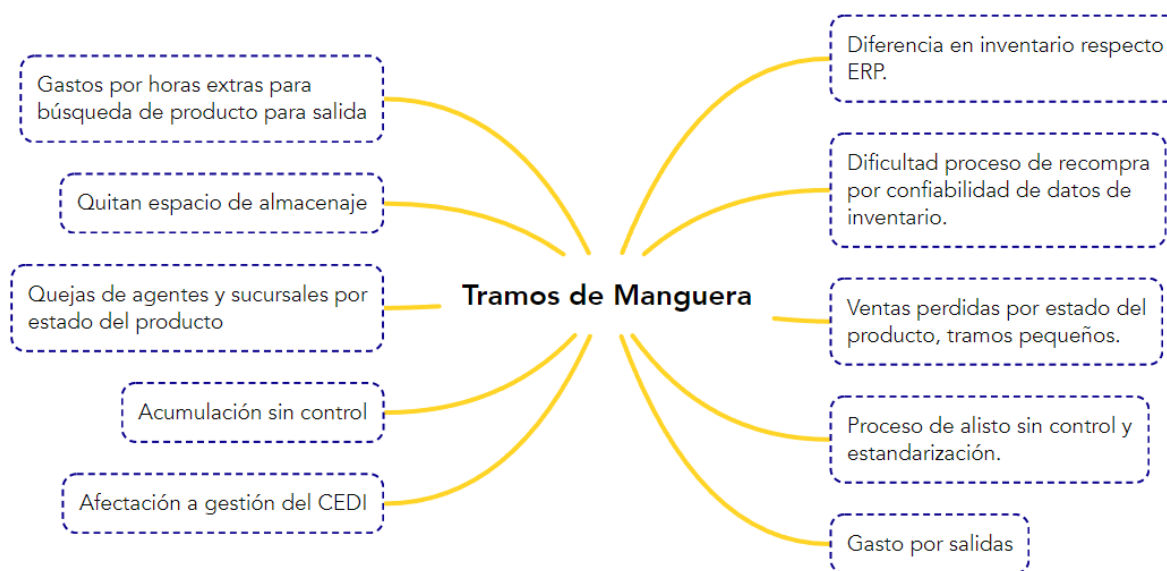 Gastos por horas extras para
búsqueda de producto para salida
Quitan espacio de almacenaje
Quejas de agentes y sucursales por
estado del producto
Acumulación sin control
Afectación a gestión del CEDI
Tramos de Manguera
Diferencia en inventario respecto
ERP.
Dificultad proceso de recompra
por confiabilidad de datos de
inventario.
Ventas perdidas por estado del
producto, tramos pequeños.
Proceso de alisto sin control y
estandarización.
Gasto por salidas